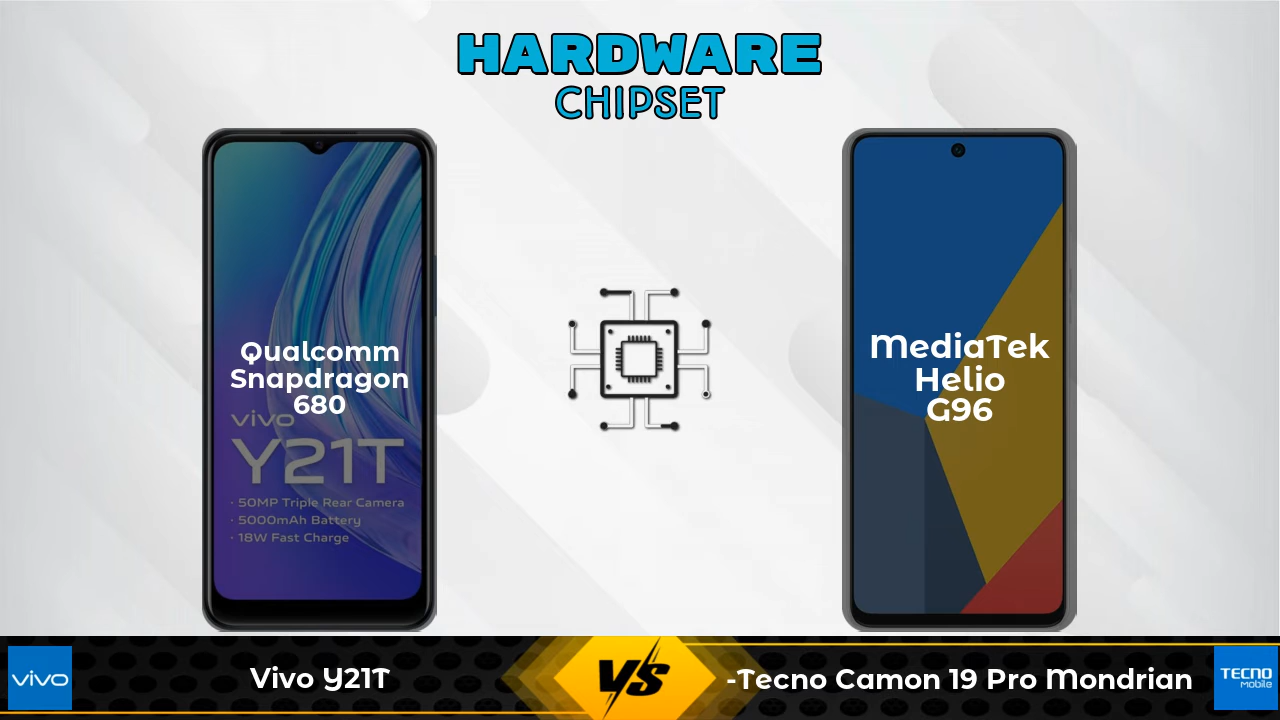 HARDWARE
CHIPSET
Qualcomm
Snapdragon
680
vivo
Y21T
· 50MP Triple Rear Camera
· 5000mAh Battery
· 18W Fast Charge
MediaTek
Helio
G96
vivo
Vivo Y21T
VS
-Tecno Camon 19 Pro Mondrian
TECNO
mobile